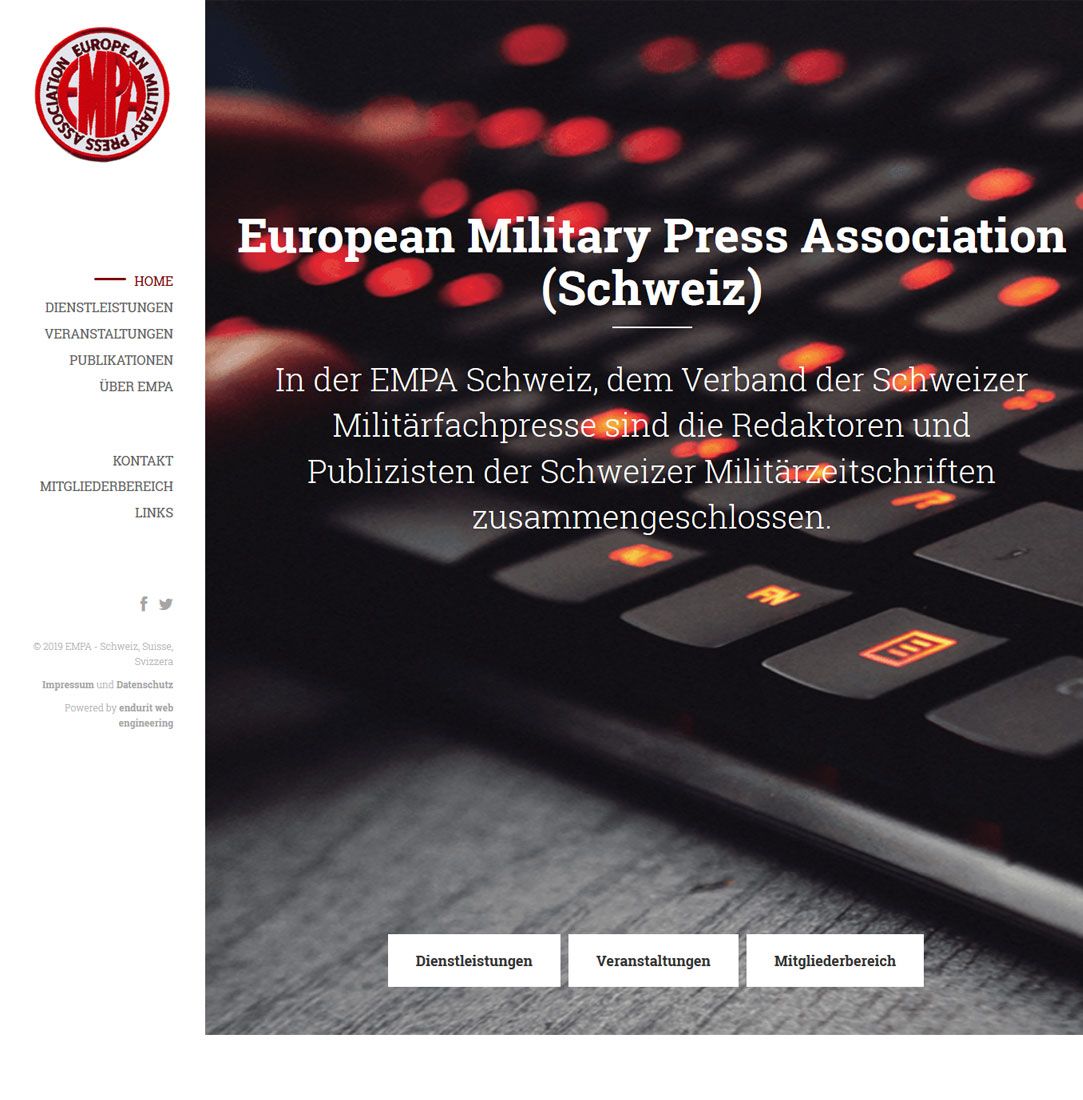 EUROPEAN MILITARY PRESS ASSOCIATION
EMPA
HOME
DIENSTLEISTUNGEN
VERANSTALTUNGEN
PUBLIKATIONEN
ÜBER EMPA
KONTAKT
MITGLIEDERBEREICH
LINKS
© 2019 EMPA - Schweiz, Suisse,
Svizzera
Impressum und Datenschutz
Powered by endurit web
engineering
European Military Press Association
(Schweiz)
In der EMPA Schweiz, dem Verband der Schweizer
Militärfachpresse sind die Redaktoren und
Publizisten der Schweizer Militärzeitschriften
zusammengeschlossen.
FN
Dienstleistungen
Veranstaltungen
Mitgliederbereich